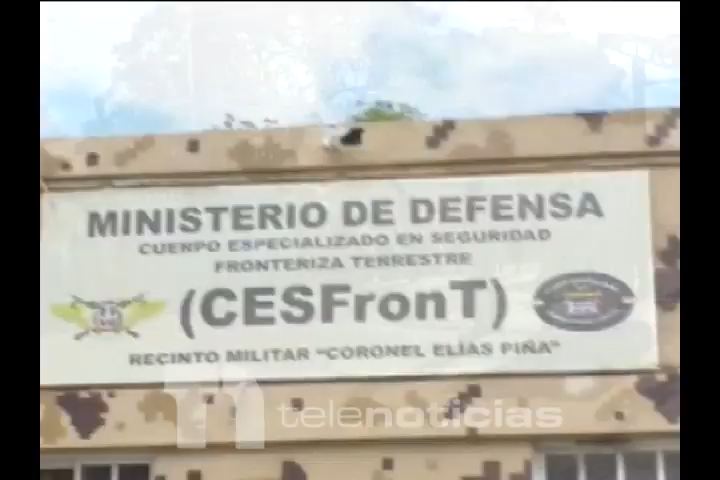 MINISTERIO DE DEFENSA
CUERPO ESPECIALIZADO EN SEGURIDAD
FRONTERIZA TERRESTRE
(CESFronT)
RECINTO MILITAR "CORONEL ELÍAS PIÑA"
telenoticias